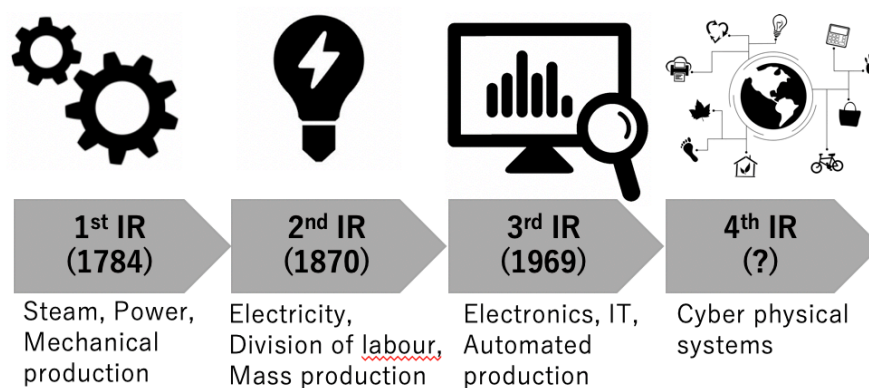 1st IR
(1784)
2nd IR
(1870)
3rd IR
(1969)
4th IR
(?)
Steam, Power,
Mechanical
production
Electricity,
Division of labour,
Mass production
Electronics, IT,
Automated
production
Cyber physical
systems